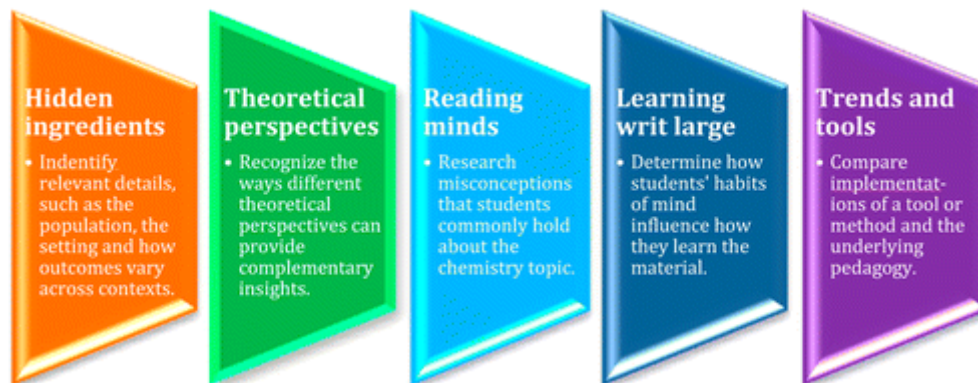 Hidden
ingredients
• Indentify
relevant details,
such as the
population, the
setting and how
outcomes vary
across contexts.
Theoretical
perspectives
• Recognize the
ways different
theoretical
perspectives can
provide
complementary
insights.
Reading
minds
• Research
misconceptions
that students
commonly hold
about the
chemistry topic.
Learning
writ large
• Determine how
students' habits
of mind
influence how
they learn the
material.
Trends and
tools
• Compare
implementat-
ions of a tool or
method and the
underlying
pedagogy.